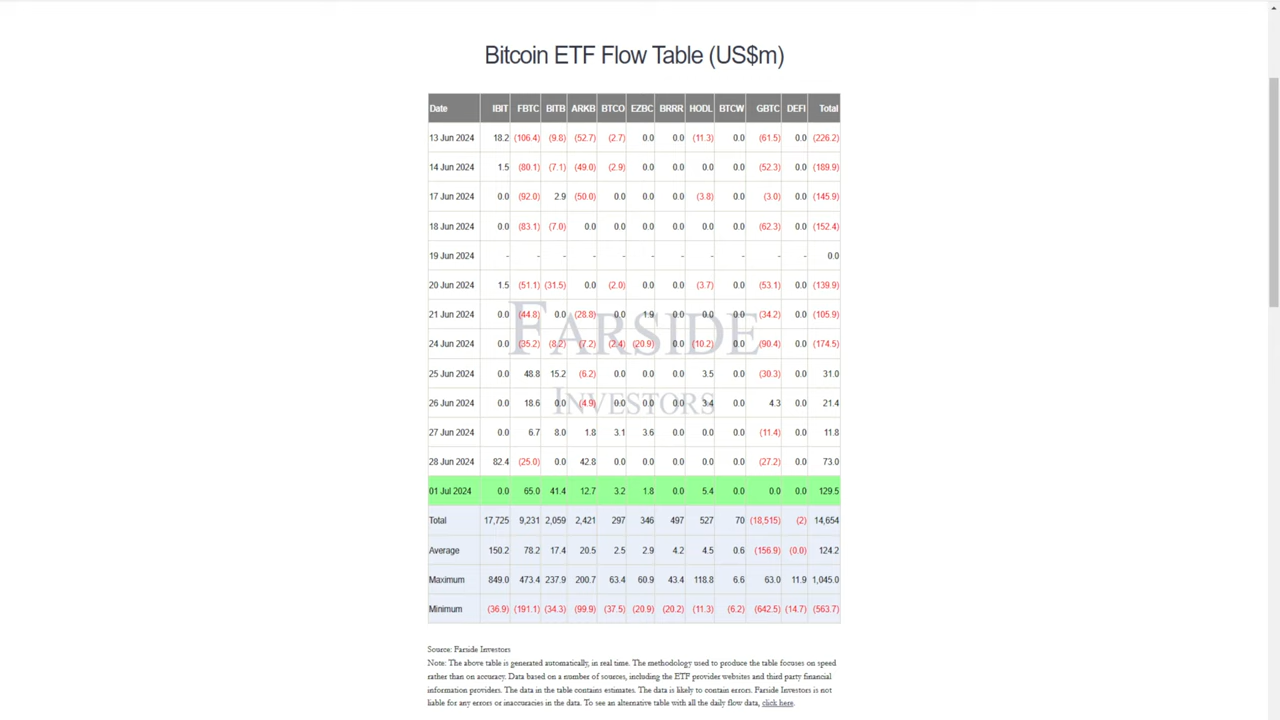 Bitcoin ETF Flow Table (US$m)
Date IBIT FBTC BITB ARKB BTCO EZBC BRRR HODL BTCW GBTC DEFI Total
13 Jun 2024 18.2 (106.4) (9.8) (52.7) (2.7) 0.0 0.0 (11.3) 0.0 (61.5) 0.0 (226.2)
14 Jun 2024 1.5 (80.1) (7.1) (49.0) (2.9) 0.0 0.0 0.0 0.0 (52.3) 0.0 (189.9)
17 Jun 2024 0.0 (92.0) 2.9 (50.0) 0.0 0.0 0.0 (3.8) 0.0 (3.0) 0.0 (145.9)
18 Jun 2024 0.0 (83.1) (7.0) 0.0 0.0 0.0 0.0 0.0 0.0 (62.3) 0.0 (152.4)
19 Jun 2024 - - - - - - - - - - - 0.0
20 Jun 2024 1.5 (51.1) (31.5) 0.0 (2.0) 0.0 0.0 (3.7) 0.0 (53.1) 0.0 (139.9)
21 Jun 2024 0.0 (44.8) 0.0 (28.8) 0.0 1.9 0.0 0.0 0.0 (34.2) 0.0 (105.9)
24 Jun 2024 0.0 (35.2) (8.2) (7.2) (2.4) (20.9) 0.0 (10.2) 0.0 (90.4) 0.0 (174.5)
FARSIDE
25 Jun 2024 0.0 48.8 15.2 (6.2) 0.0 0.0 0.0 3.5 0.0 (30.3) 0.0 31.0
26 Jun 2024 0.0 18.6 0.0 (4.9) 0.0 0.0 0.0 3.4 0.0 4.3 0.0 21.4
INVESTORS
27 Jun 2024 0.0 6.7 8.0 1.8 3.1 3.6 0.0 0.0 0.0 (11.4) 0.0 11.8
28 Jun 2024 82.4 (25.0) 0.0 42.8 0.0 0.0 0.0 0.0 0.0 (27.2) 0.0 73.0
01 Jul 2024 0.0 65.0 41.4 12.7 3.2 1.8 0.0 5.4 0.0 0.0 0.0 129.5
Total 17,725 9,231 2,059 2,421 297 346 497 527 70 (18,515) (2) 14,654
Average 150.2 78.2 17.4 20.5 2.5 2.9 4.2 4.5 0.6 (156.9) (0.0) 124.2
Maximum 849.0 473.4 237.9 200.7 63.4 60.9 43.4 118.8 6.6 63.0 11.9 1,045.0
Minimum (36.9) (191.1) (34.3) (99.9) (37.5) (20.9) (20.2) (11.3) (6.2) (642.5) (14.7) (563.7)
Source: Farside Investors
Note: The above table is generated automatically, in real time. The methodology used to produce the table focuses on speed
rather than on accuracy. Data based on a number of sources, including the ETF provider websites and third party financial
information providers. The data in the table contains estimates. The data is likely to contain errors. Farside Investors is not
liable for any errors or inaccuracies in the data. To see an alternative table with all the daily flow data, click here.